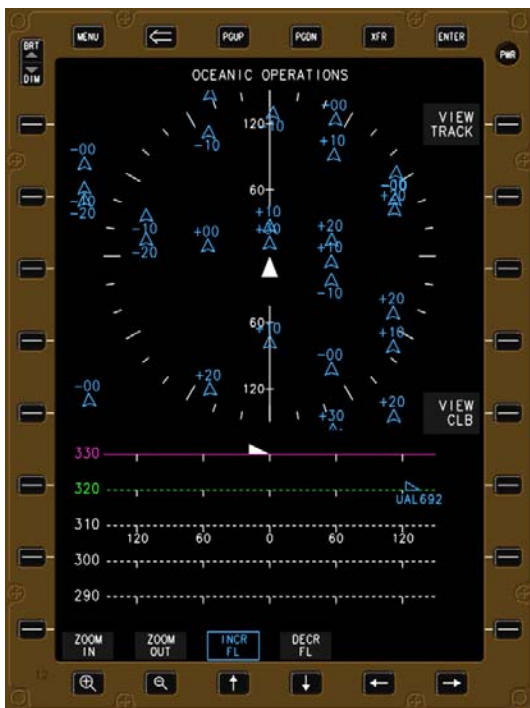 MENU
PGUP
PGDN
XFR
ENTER
BRT
DIM
PWR
OCEANIC OPERATIONS
VIEW
TRACK
120
+00
-10
-10
+10
-00
60
-00
+20
-20
+10
+20
-10
+00
+10
-20
-10
60
+20
+10
+10
-00
+20
120
-00
+20
+30
VIEW
CLB
330
320
UAL692
310
120 60 0 60 120
300
290
ZOOM
IN
ZOOM
OUT
INCR
FL
DECR
FL